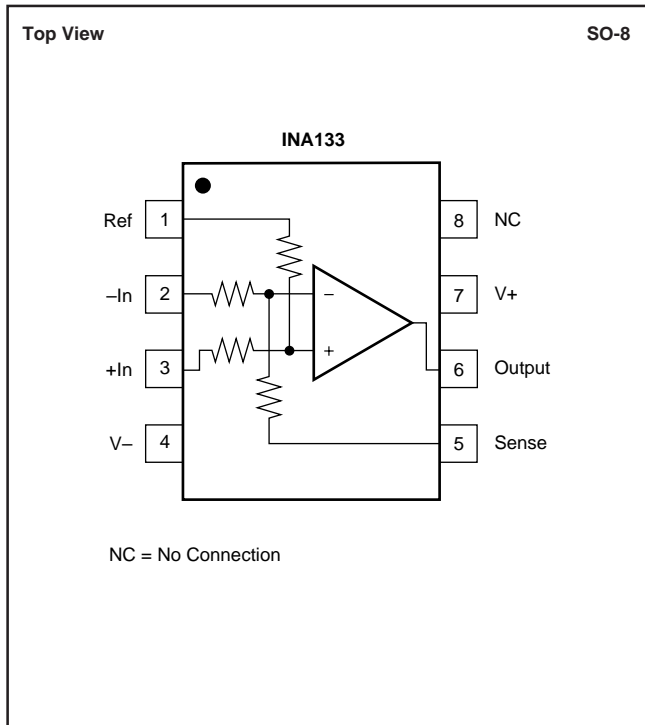 Top View SO-8
INA133
Ref 1 8 NC
–In 2 7 V+
+In 3 6 Output
V– 4 5 Sense
–
+
NC = No Connection